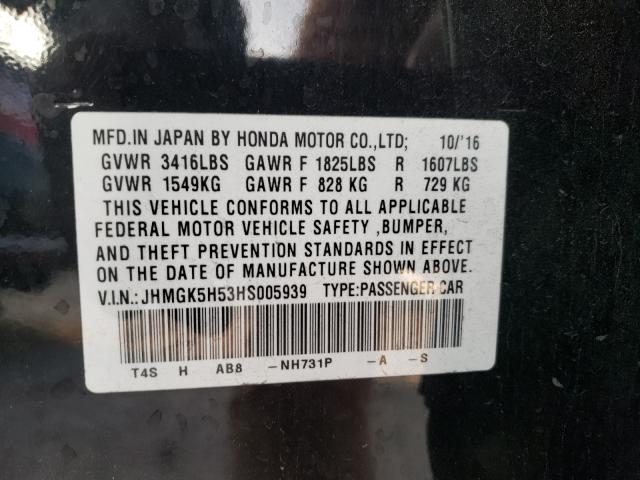 MFD.IN JAPAN BY HONDA MOTOR CO.,LTD; 10/'16
GVWR 3416LBS GAWR F 1825LBS R 1607LBS
GVWR 1549KG GAWR F 828 KG R 729 KG
THIS VEHICLE CONFORMS TO ALL APPLICABLE
FEDERAL MOTOR VEHICLE SAFETY ,BUMPER,
AND THEFT PREVENTION STANDARDS IN EFFECT
ON THE DATE OF MANUFACTURE SHOWN ABOVE.
V.I.N.: JHMGK5H53HS005939 TYPE:PASSENGER CAR
T4S H AB8 -NH731P -A -S